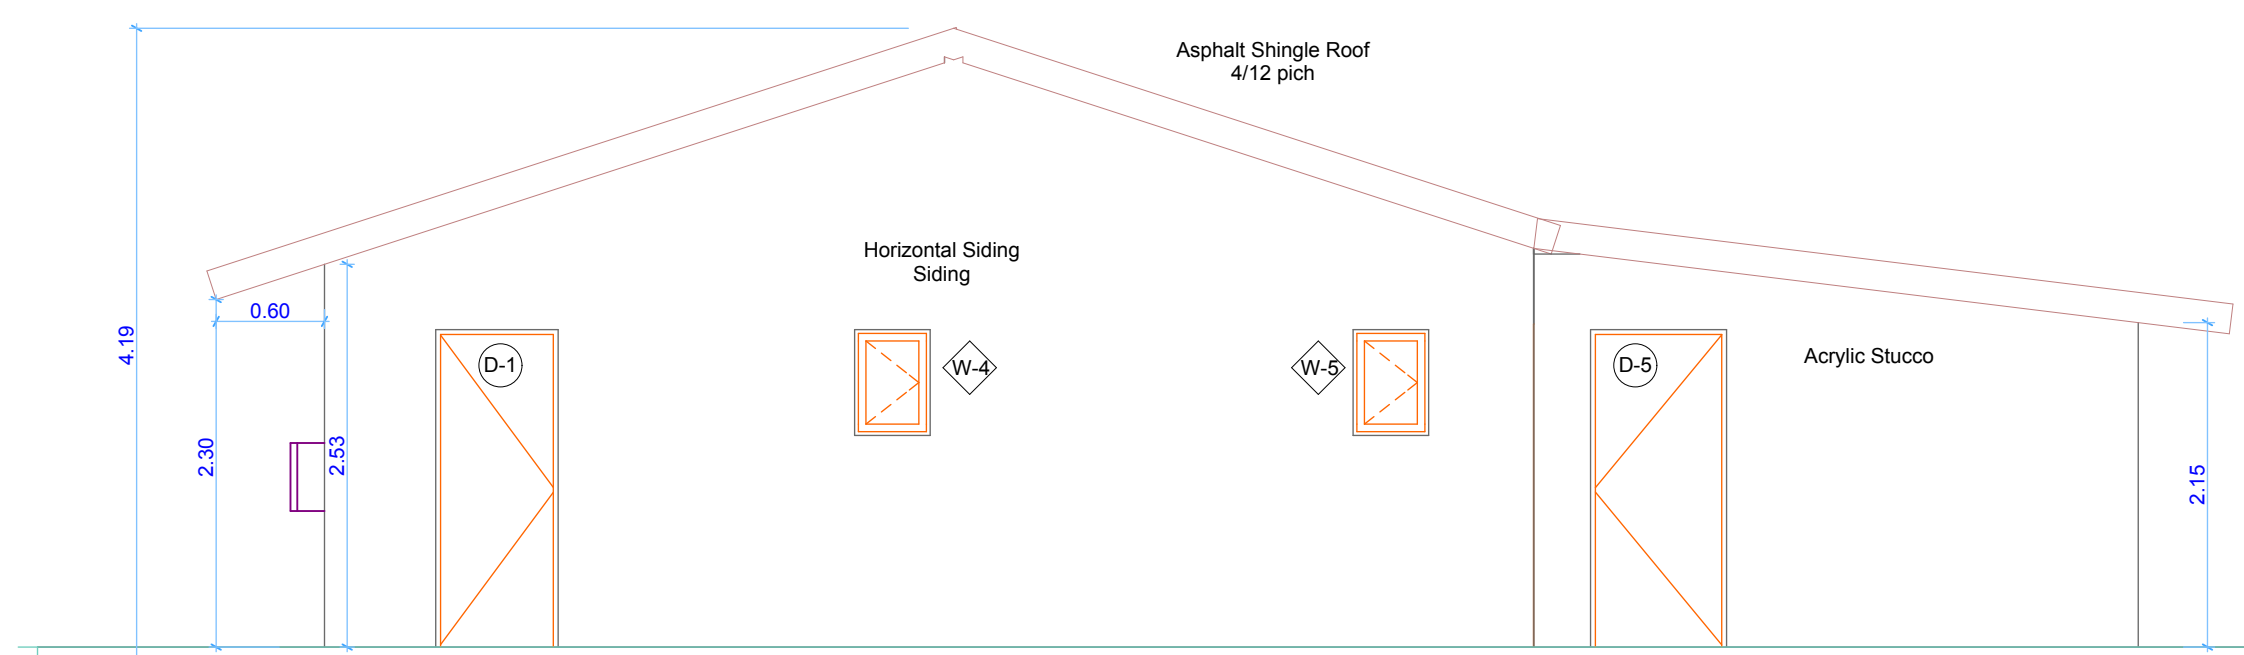 Asphalt Shingle Roof
4/12 pich
Horizontal Siding
Siding
0.60
4.19
D-1
W-4
W-5
D-5
Acrylic Stucco
2.30
2.53
2.15